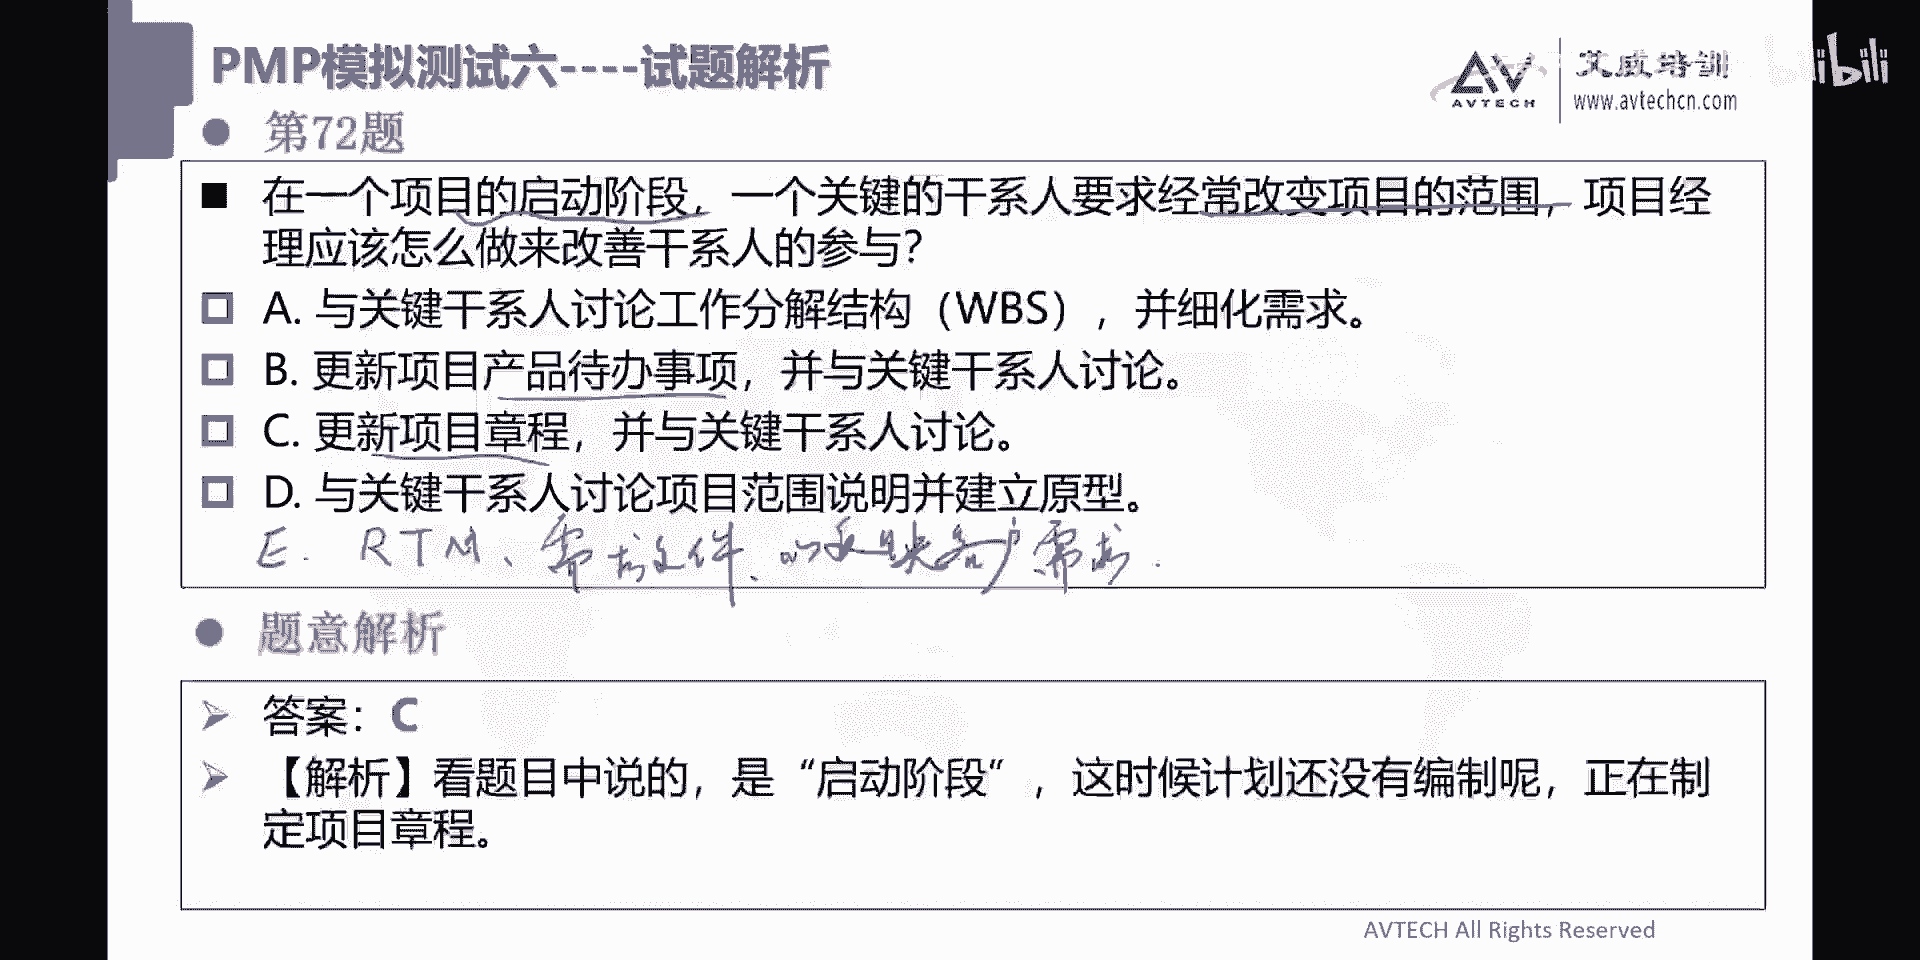 PMP模拟测试六----试题解析
AVTECH
艾威培训
www.avtechcn.com
bilibili
第72题
在一个项目的启动阶段，一个关键的干系人要求经常改变项目的范围，项目经
理应该怎么做来改善干系人的参与？
A. 与关键干系人讨论工作分解结构（WBS），并细化需求。
B. 更新项目产品待办事项，并与关键干系人讨论。
C. 更新项目章程，并与关键干系人讨论。
D. 与关键干系人讨论项目范围说明并建立原型。
E. RTM、需求文件、以反映客户需求.
题意解析
答案：C
【解析】看题目中说的，是“启动阶段”，这时候计划还没有编制呢，正在制
定项目章程。
AVTECH All Rights Reserved